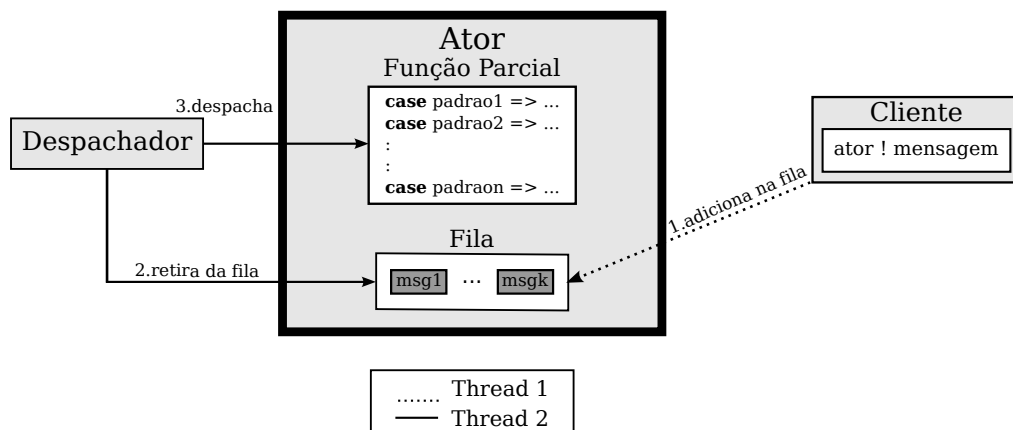 Ator
Função Parcial
case padrao1 => ...
case padrao2 => ...
:
:
case padraon => ...
3.despacha
Despachador
Cliente
ator ! mensagem
1.adiciona na fila
Fila
2.retira da fila
msg1 ... msgk
Thread 1
Thread 2